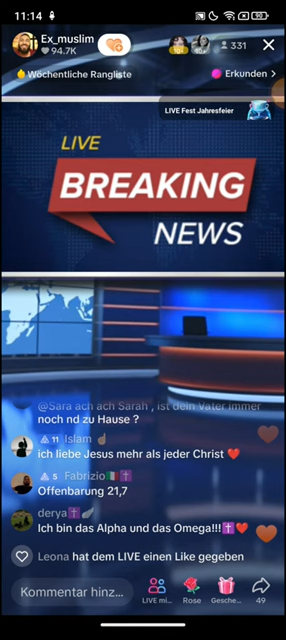 11:14
90
Ex_muslim
94.7K
331
Wöchentliche Rangliste
Erkunden >
LIVE Fest Jahresfeier
LIVE
BREAKING
NEWS
@Sara ach ach Sarah , ist dein Vater immer
noch nd zu Hause ?
11 Islam
ich liebe Jesus mehr als jeder Christ ❤️
5 Fabrizio🇮🇹✝️
Offenbarung 21,7
derya✝️🪽
Ich bin das Alpha und das Omega!!!✝️❤️
Leona hat dem LIVE einen Like gegeben
Kommentar hinz...
LIVE mi...
Rose
Gesche...
49